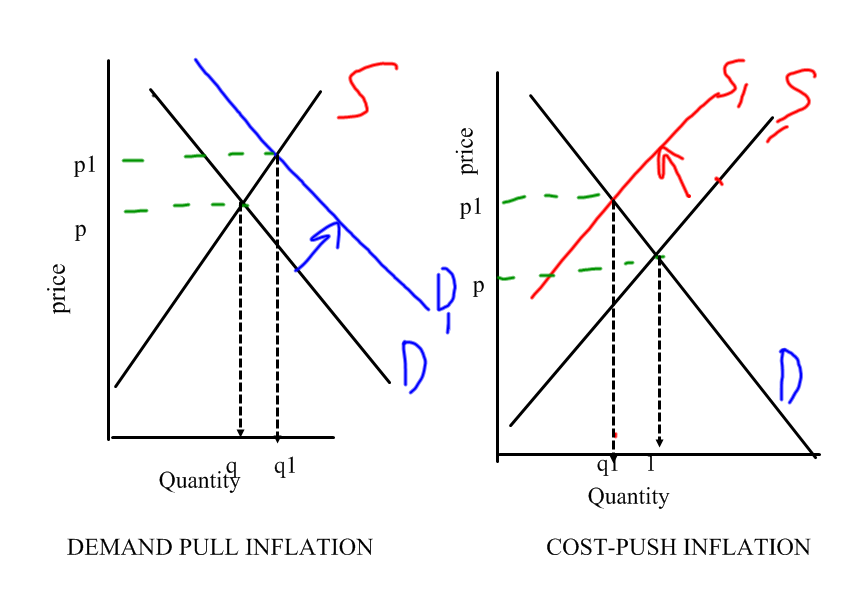 S
p1
p
price
D1
D
q
q1
Quantity
DEMAND PULL INFLATION
S1
S
price
p1
p
D
q1
1
Quantity
COST-PUSH INFLATION